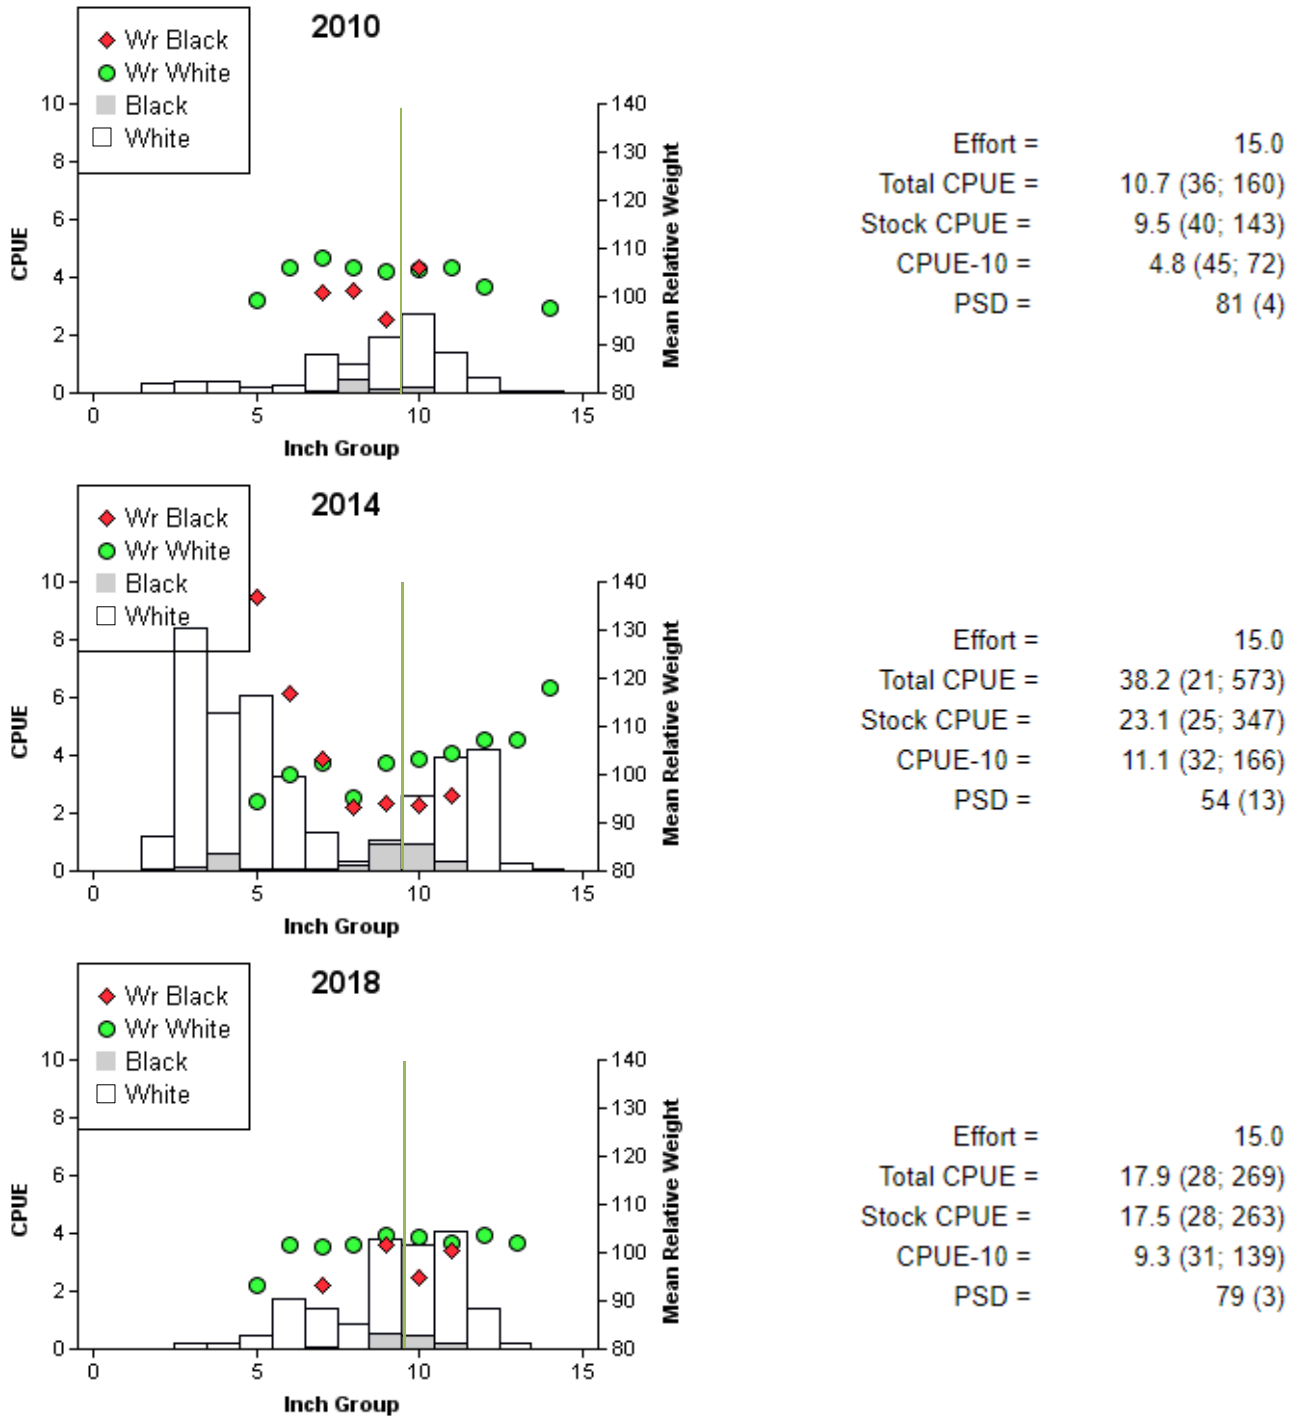 2010
Wr Black
Wr White
Black
White
10
8
6
4
2
0
CPUE
140
130
120
110
100
90
80
Mean Relative Weight
0 5 10 15
Inch Group
Effort = 15.0
Total CPUE = 10.7 (36; 160)
Stock CPUE = 9.5 (40; 143)
CPUE-10 = 4.8 (45; 72)
PSD = 81 (4)
2014
Wr Black
Wr White
Black
White
10
8
6
4
2
0
CPUE
140
130
120
110
100
90
80
Mean Relative Weight
0 5 10 15
Inch Group
Effort = 15.0
Total CPUE = 38.2 (21; 573)
Stock CPUE = 23.1 (25; 347)
CPUE-10 = 11.1 (32; 166)
PSD = 54 (13)
2018
Wr Black
Wr White
Black
White
10
8
6
4
2
0
CPUE
140
130
120
110
100
90
80
Mean Relative Weight
0 5 10 15
Inch Group
Effort = 15.0
Total CPUE = 17.9 (28; 269)
Stock CPUE = 17.5 (28; 263)
CPUE-10 = 9.3 (31; 139)
PSD = 79 (3)